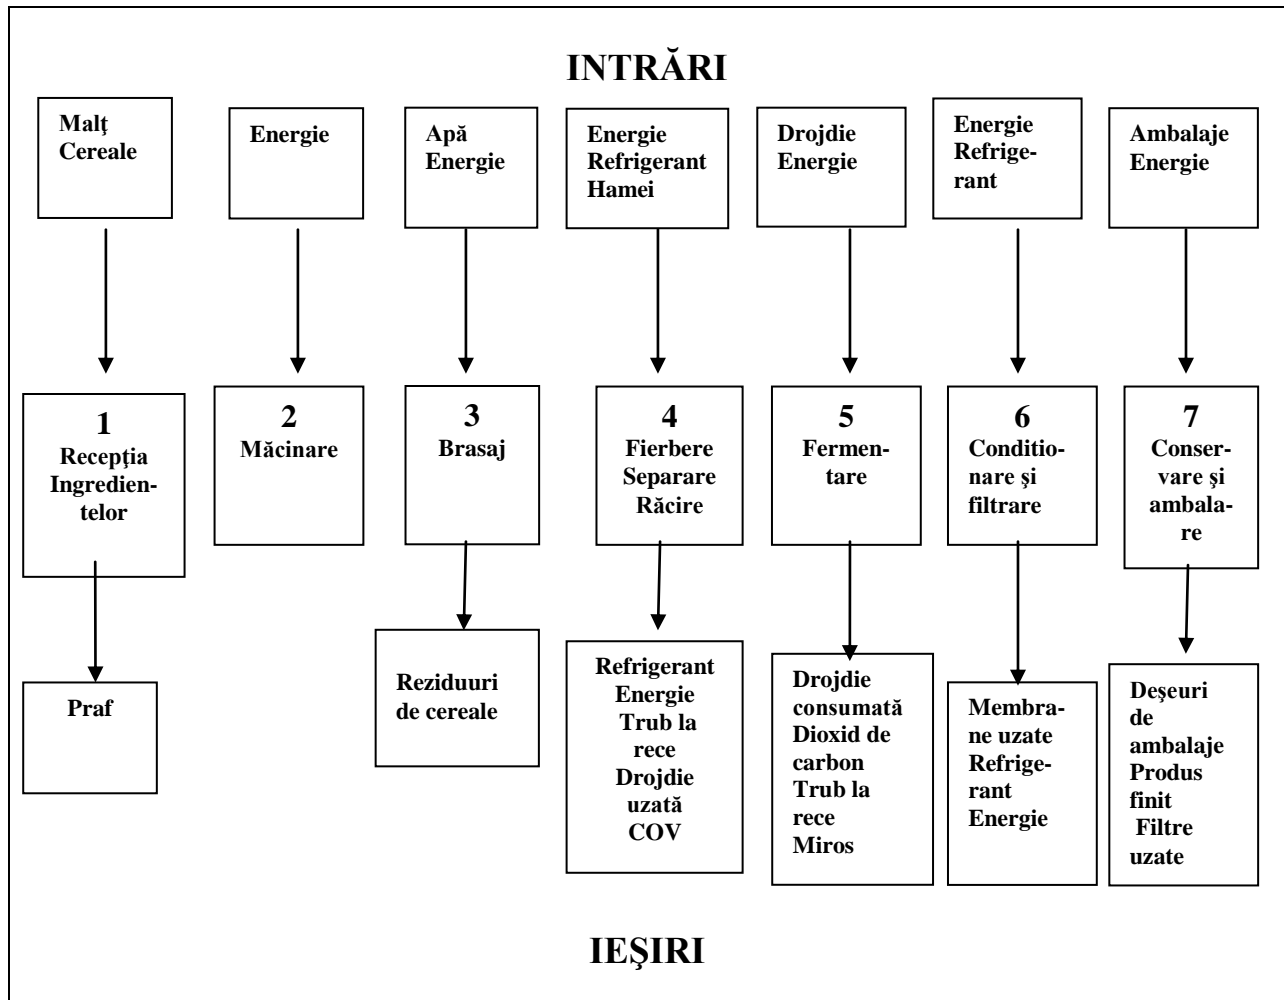 INTRĂRI
Malţ
Cereale
Energie
Apă
Energie
Energie
Refrigerant
Hamei
Drojdie
Energie
Energie
Refrige-
rant
Ambalaje
Energie
1
Recepţia
Ingredien-
telor
2
Măcinare
3
Brasaj
4
Fierbere
Separare
Răcire
5
Fermen-
tare
6
Conditio-
nare şi
filtrare
7
Conser-
vare şi
ambala-
re
Praf
Reziduuri
de cereale
Refrigerant
Energie
Trub la
rece
Drojdie
uzată
COV
Drojdie
consumată
Dioxid de
carbon
Trub la
rece
Miros
Membra-
ne uzate
Refrige-
rant
Energie
Deşeuri
de
ambalaje
Produs
finit
Filtre
uzate
IEŞIRI